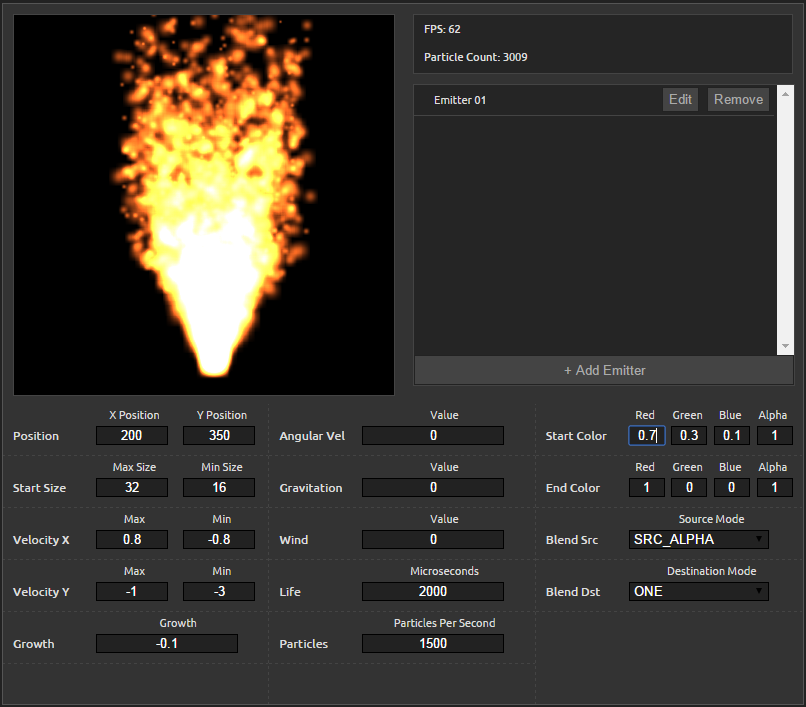 FPS: 62
Particle Count: 3009
Emitter 01 Edit Remove
+ Add Emitter
X Position Y Position Value Red Green Blue Alpha
Position 200 350 Angular Vel 0 Start Color 0.7 0.3 0.1 1
Max Size Min Size Value Red Green Blue Alpha
Start Size 32 16 Gravitation 0 End Color 1 0 0 1
Max Min Value Source Mode
Velocity X 0.8 -0.8 Wind 0 Blend Src SRC_ALPHA
Max Min Microseconds Destination Mode
Velocity Y -1 -3 Life 2000 Blend Dst ONE
Growth Particles Per Second
Growth -0.1 Particles 1500